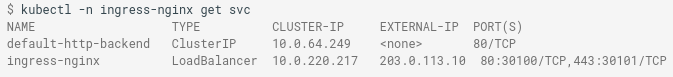 $ kubectl -n ingress-nginx get svc
NAME                   TYPE          CLUSTER-IP     EXTERNAL-IP  PORT(S)
default-http-backend   ClusterIP     10.0.64.249    <none>       80/TCP
ingress-nginx          LoadBalancer  10.0.220.217   203.0.113.10  80:30100/TCP,443:30101/TCP